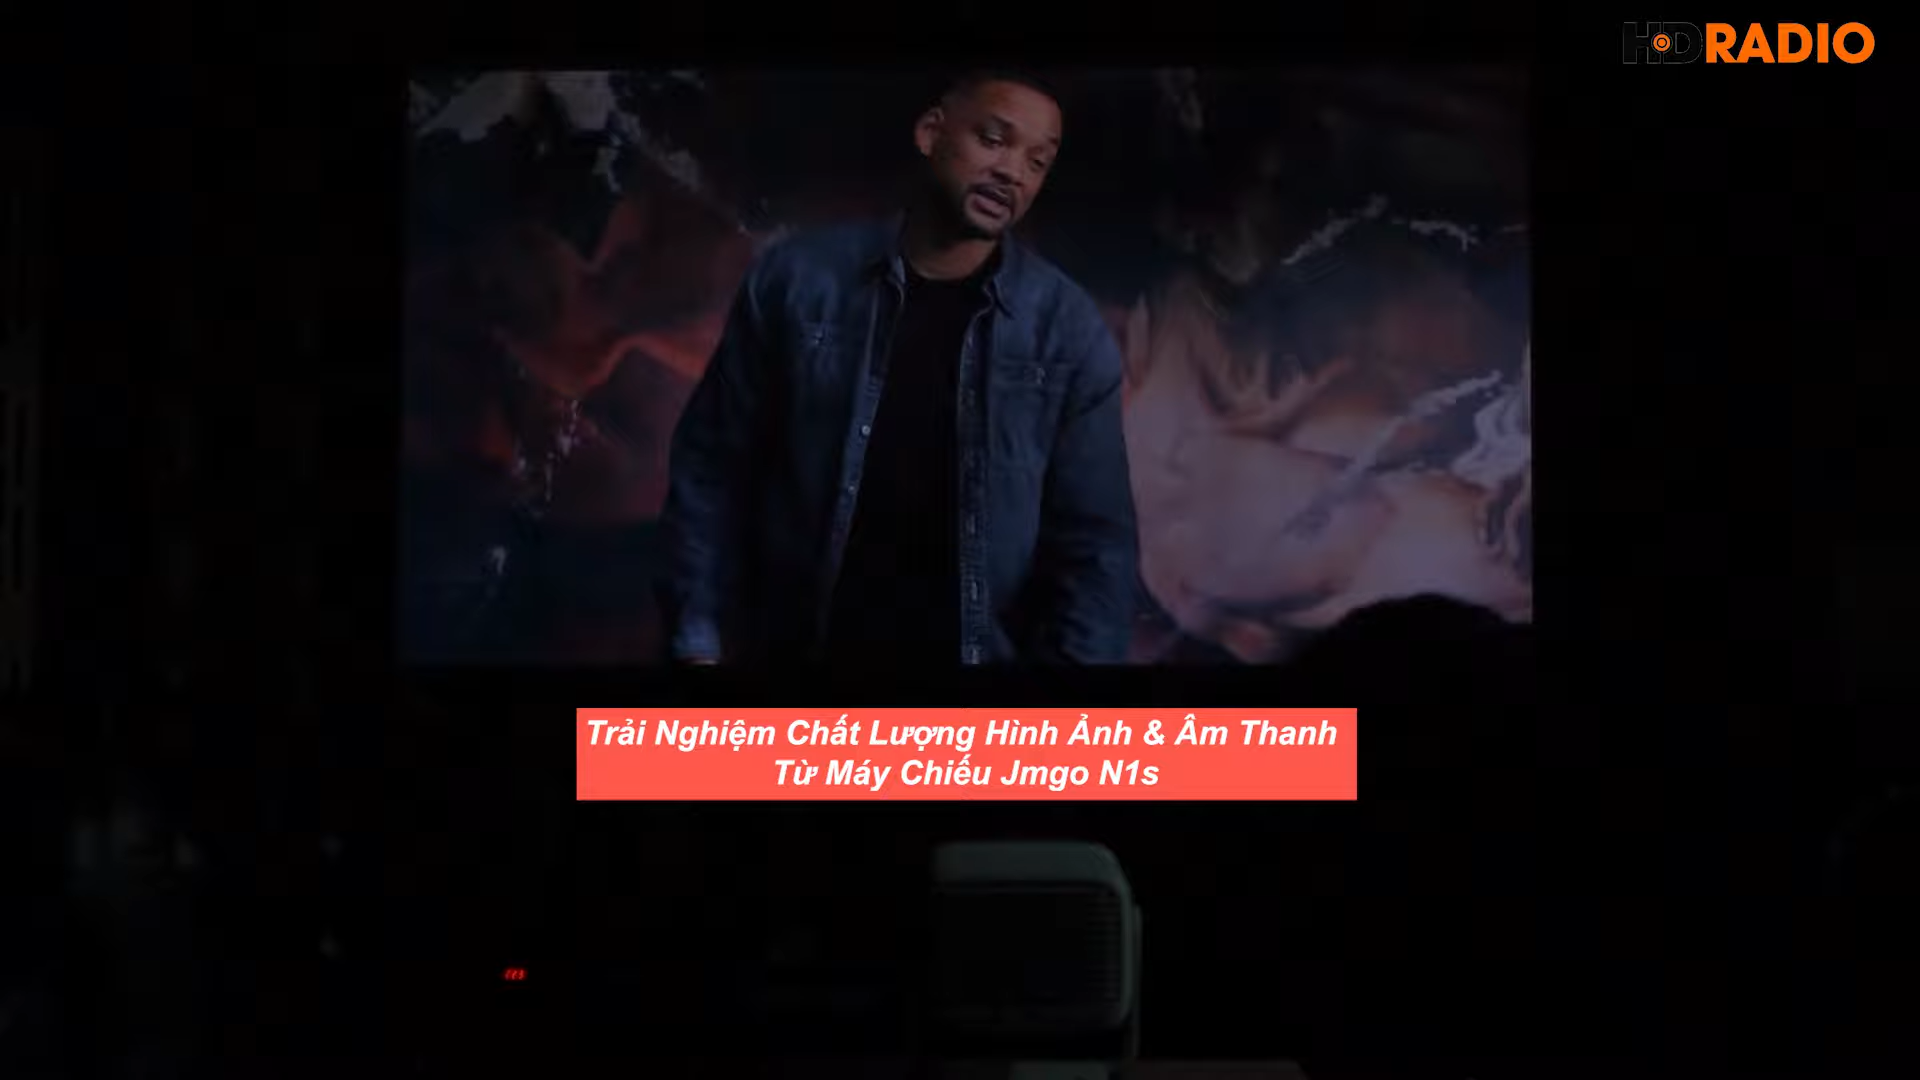 HDRADIO
Trải Nghiệm Chất Lượng Hình Ảnh & Âm Thanh
Từ Máy Chiếu Jmgo N1s